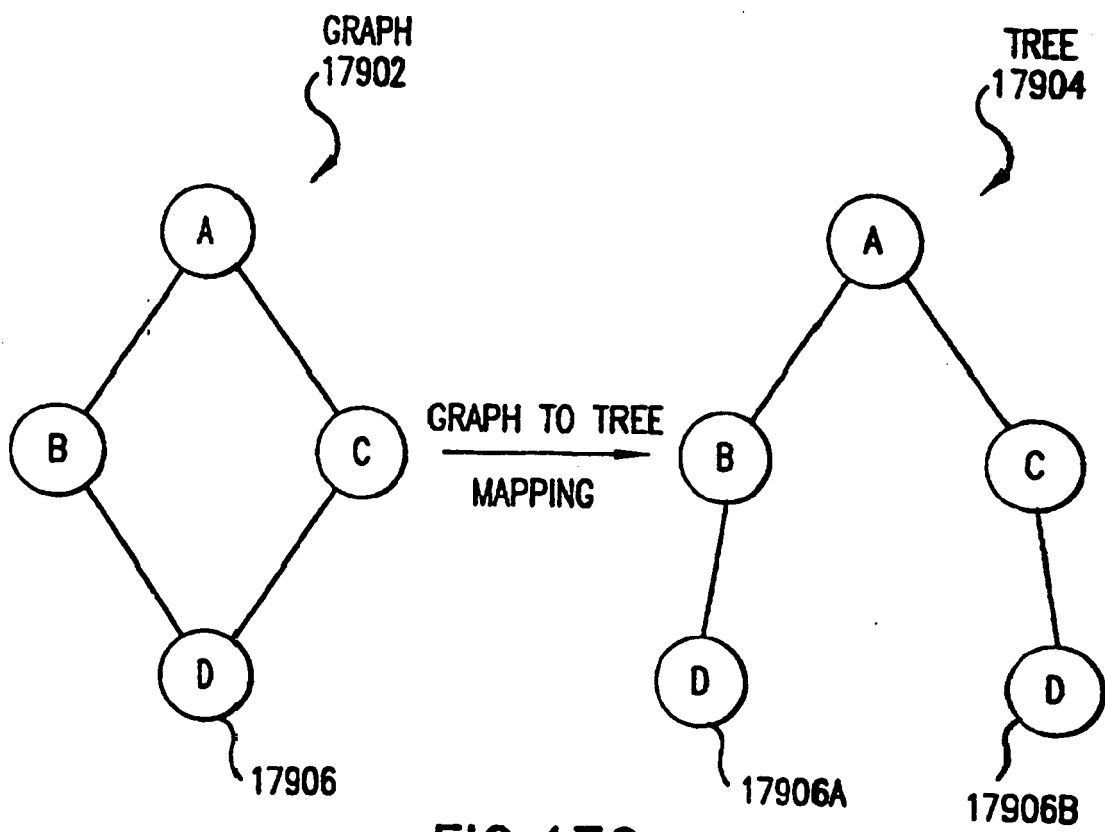 GRAPH
17902
TREE
17904
A
B
C
D
17906
GRAPH TO TREE
MAPPING
A
B
C
D
D
17906A
17906B